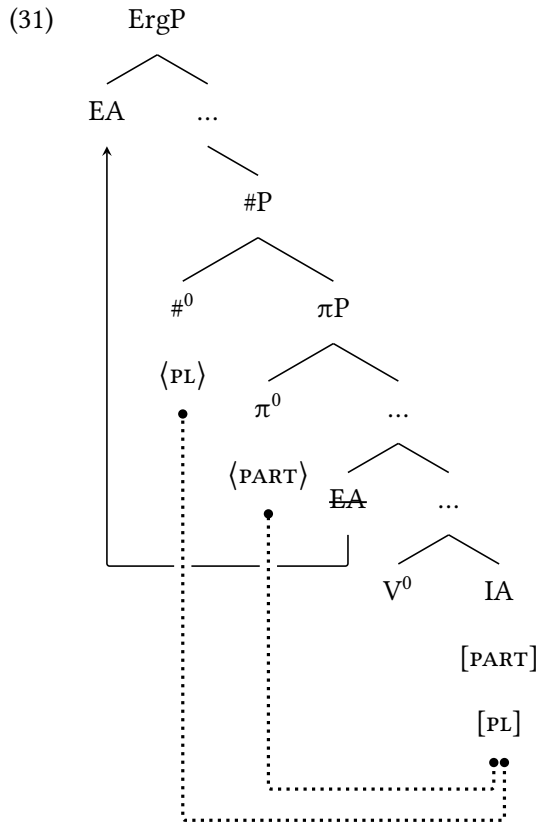 (31) ErgP
EA ...
#P
#⁰ πP
⟨PL⟩ π⁰ ...
⟨PART⟩ EA ...
V⁰ IA
[PART]
[PL]